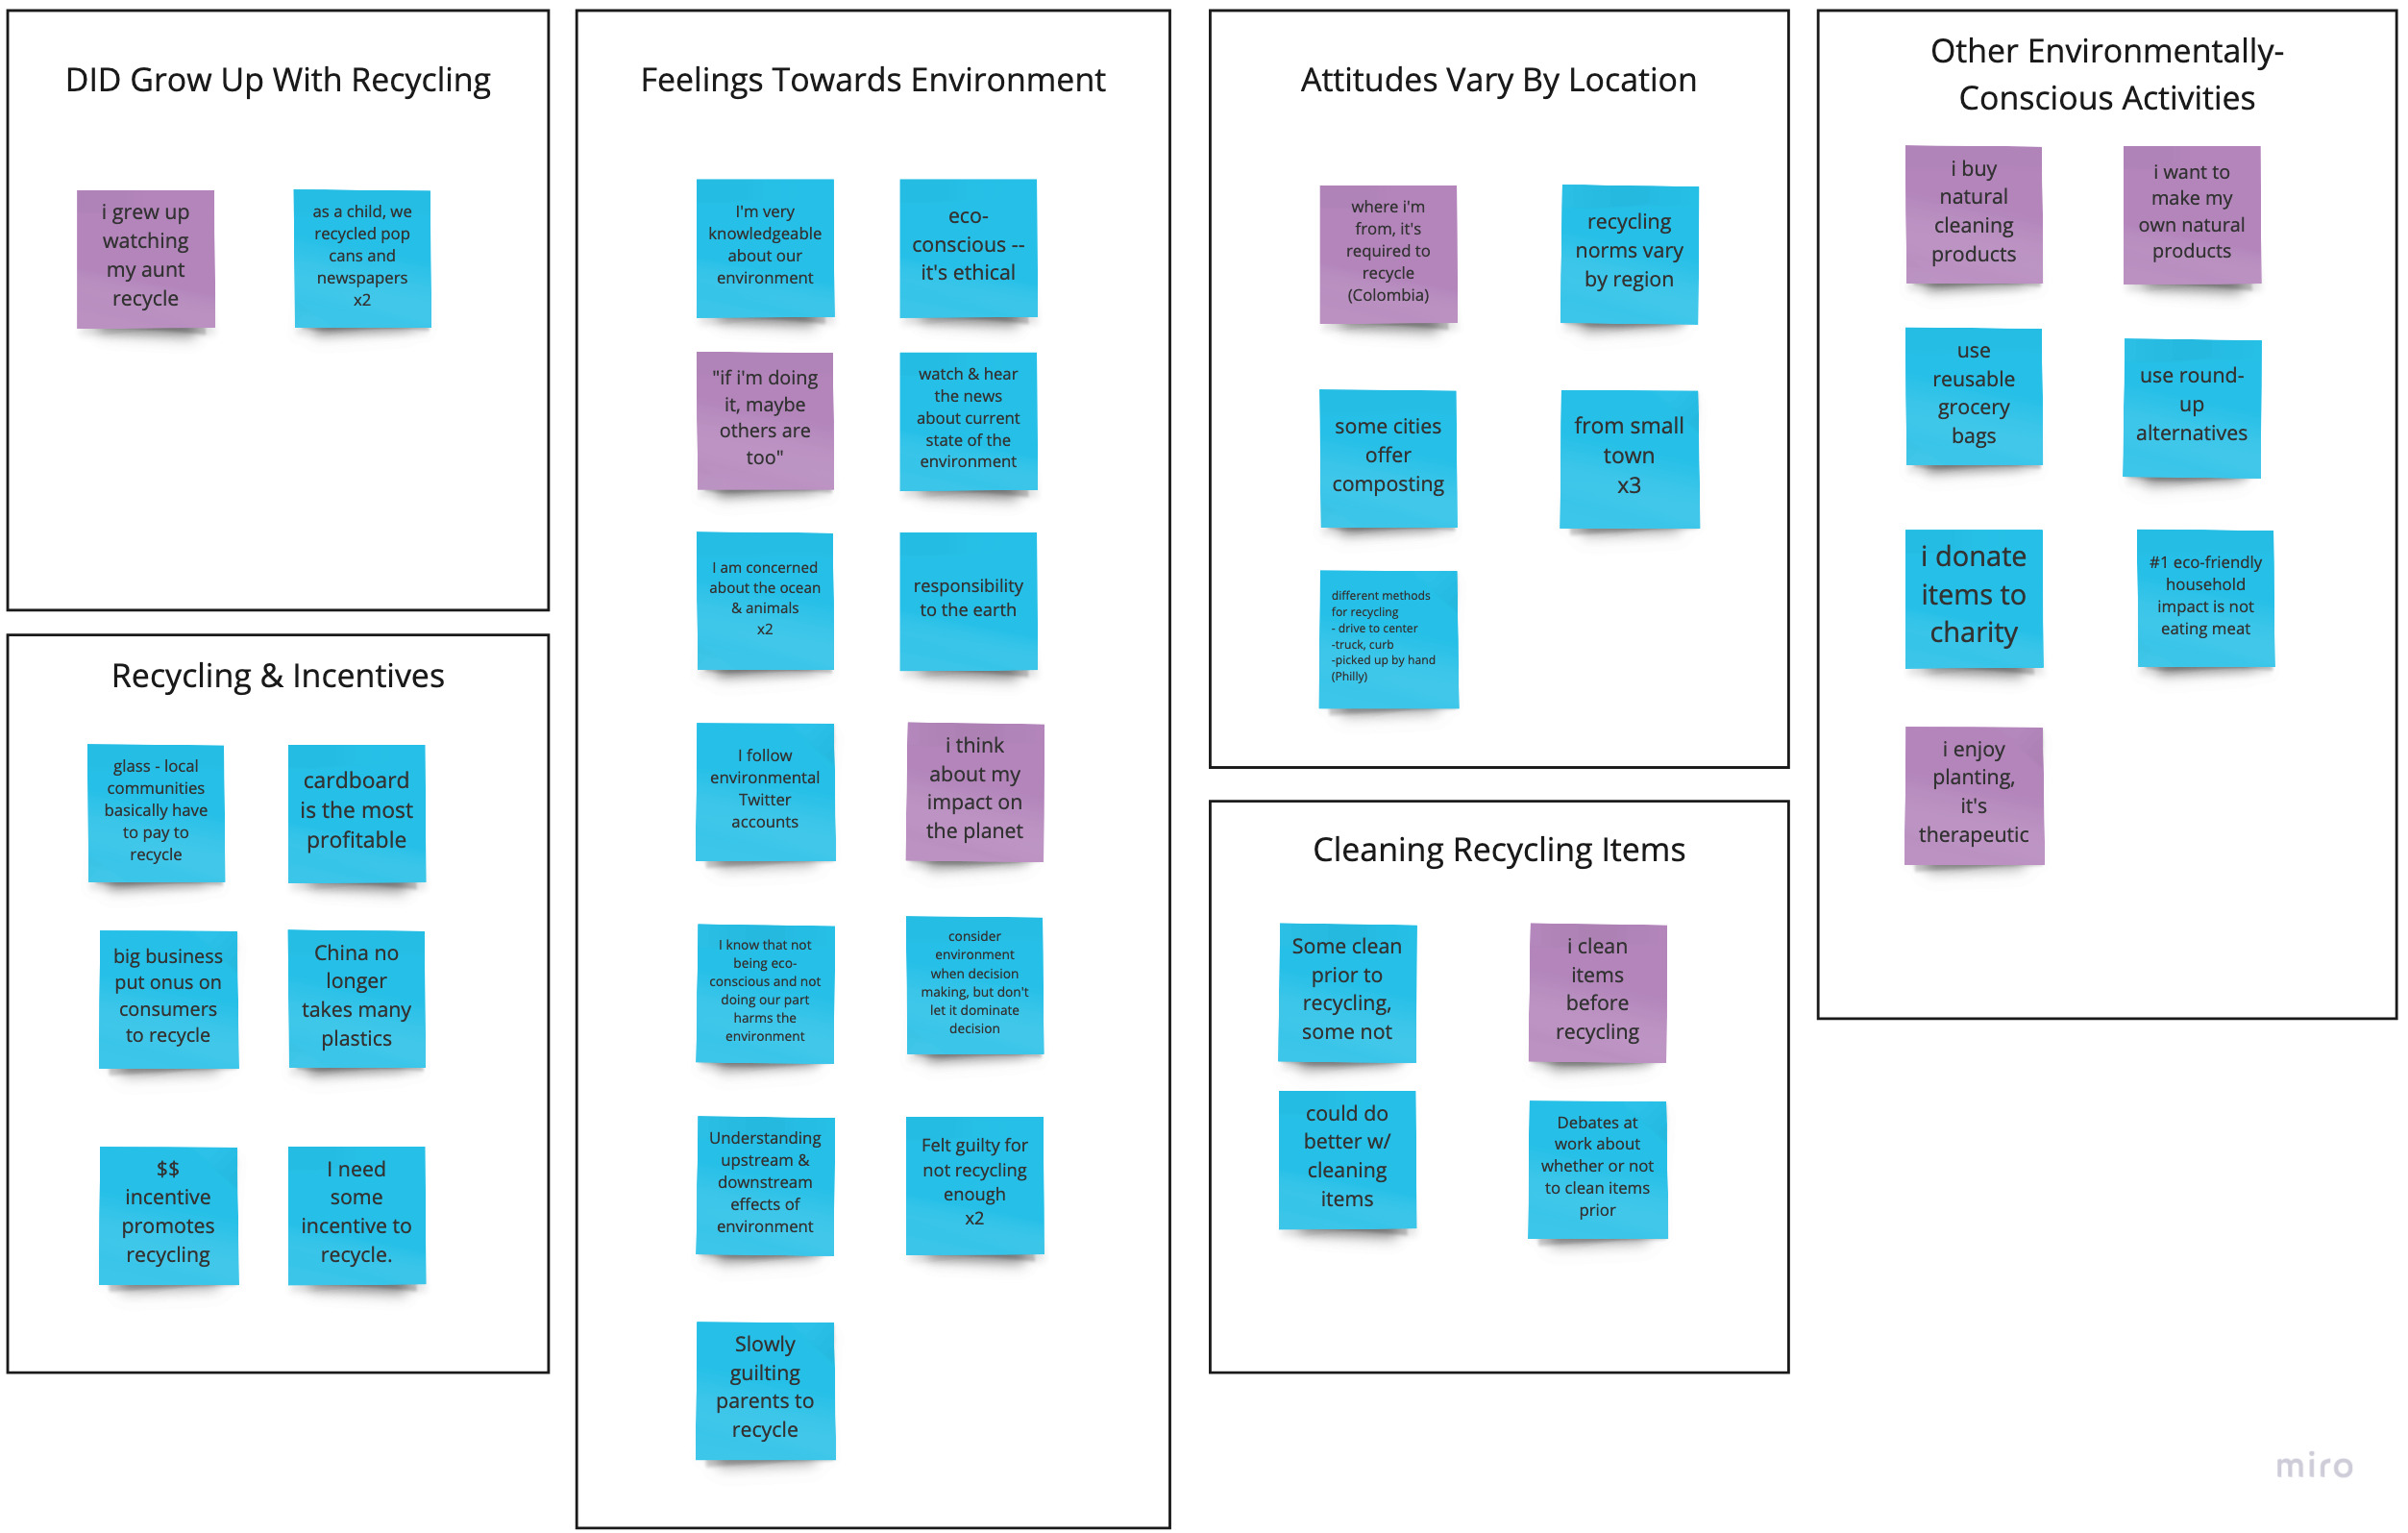 DID Grow Up With Recycling
i grew up
watching
my aunt
recycle
as a child, we
recycled pop
cans and
newspapers
x2
Recycling & Incentives
glass - local
communities
basically have
to pay to
recycle
cardboard
is the most
profitable
big business
put onus on
consumers
to recycle
China no
longer
takes many
plastics
$$
incentive
promotes
recycling
I need
some
incentive to
recycle.
Feelings Towards Environment
I'm very
knowledgeable
about our
environment
eco-
conscious --
it's ethical
"if i'm doing
it, maybe
others are
too"
watch & hear
the news
about current
state of the
environment
I am concerned
about the ocean
& animals
x2
responsibility
to the earth
I follow
environmental
Twitter
accounts
i think
about my
impact on
the planet
I know that not
being eco-
conscious and not
doing our part
harms the
environment
consider
environment
when decision
making, but don't
let it dominate
decision
Understanding
upstream &
downstream
effects of
environment
Felt guilty for
not recycling
enough
x2
Slowly
guilting
parents to
recycle
Attitudes Vary By Location
where i'm
from, it's
required to
recycle
(Colombia)
recycling
norms vary
by region
some cities
offer
composting
from small
town
x3
different methods
for recycling
- drive to center
-truck, curb
-picked up by hand
(Philly)
Cleaning Recycling Items
Some clean
prior to
recycling,
some not
i clean
items
before
recycling
could do
better w/
cleaning
items
Debates at
work about
whether or not
to clean items
prior
Other Environmentally-
Conscious Activities
i buy
natural
cleaning
products
i want to
make my
own natural
products
use
reusable
grocery
bags
use round-
up
alternatives
i donate
items to
charity
#1 eco-friendly
household
impact is not
eating meat
i enjoy
planting,
it's
therapeutic
miro